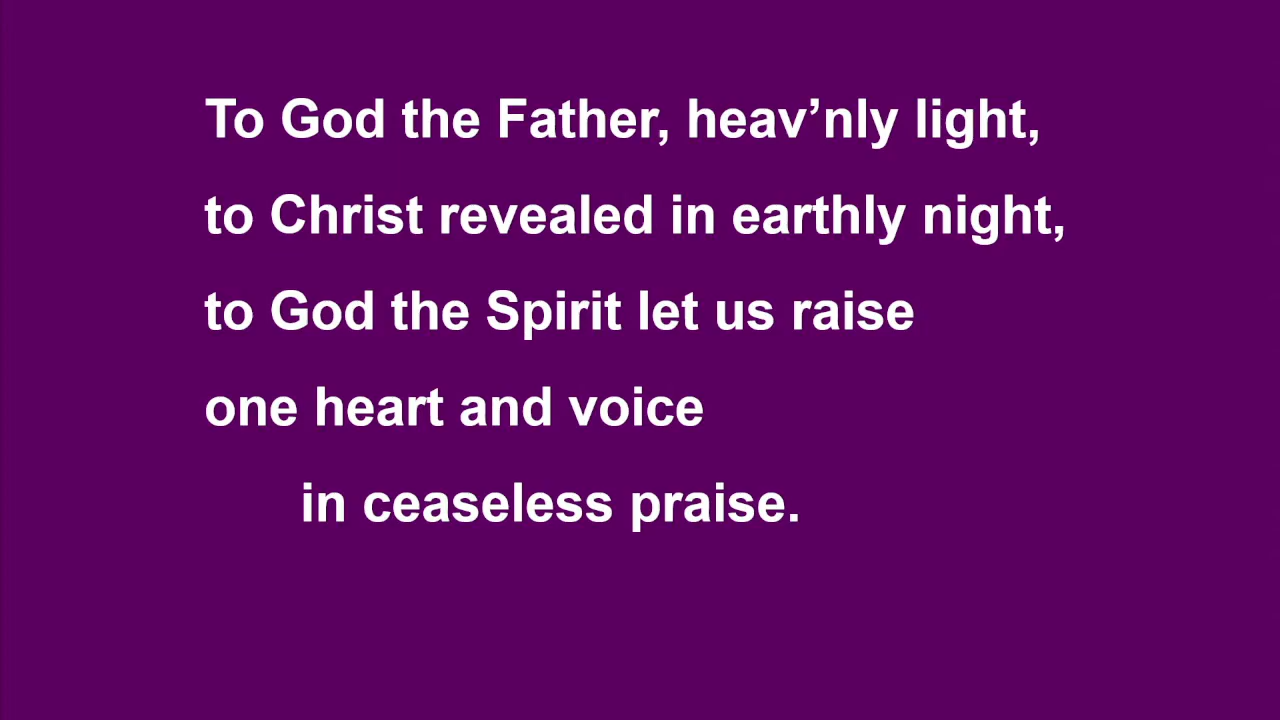 To God the Father, heav’nly light,
to Christ revealed in earthly night,
to God the Spirit let us raise
one heart and voice
in ceaseless praise.